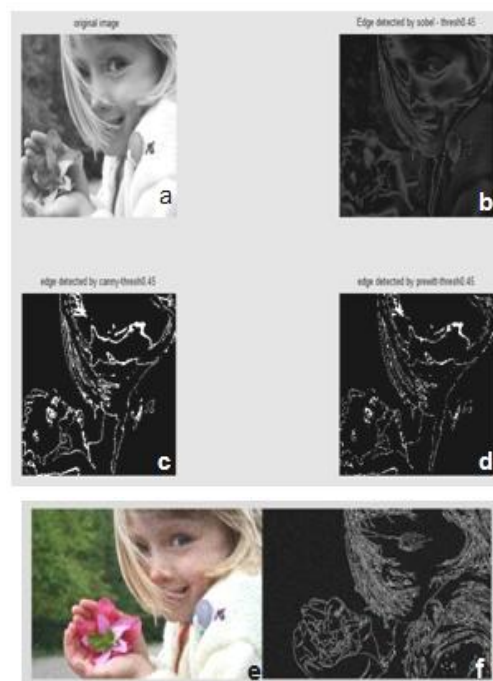 original image
Edge detected by sobel - thresh0.45
a
b
edge detected by canny-thresh0.45
edge detected by prewitt-thresh0.45
c
d
e
f